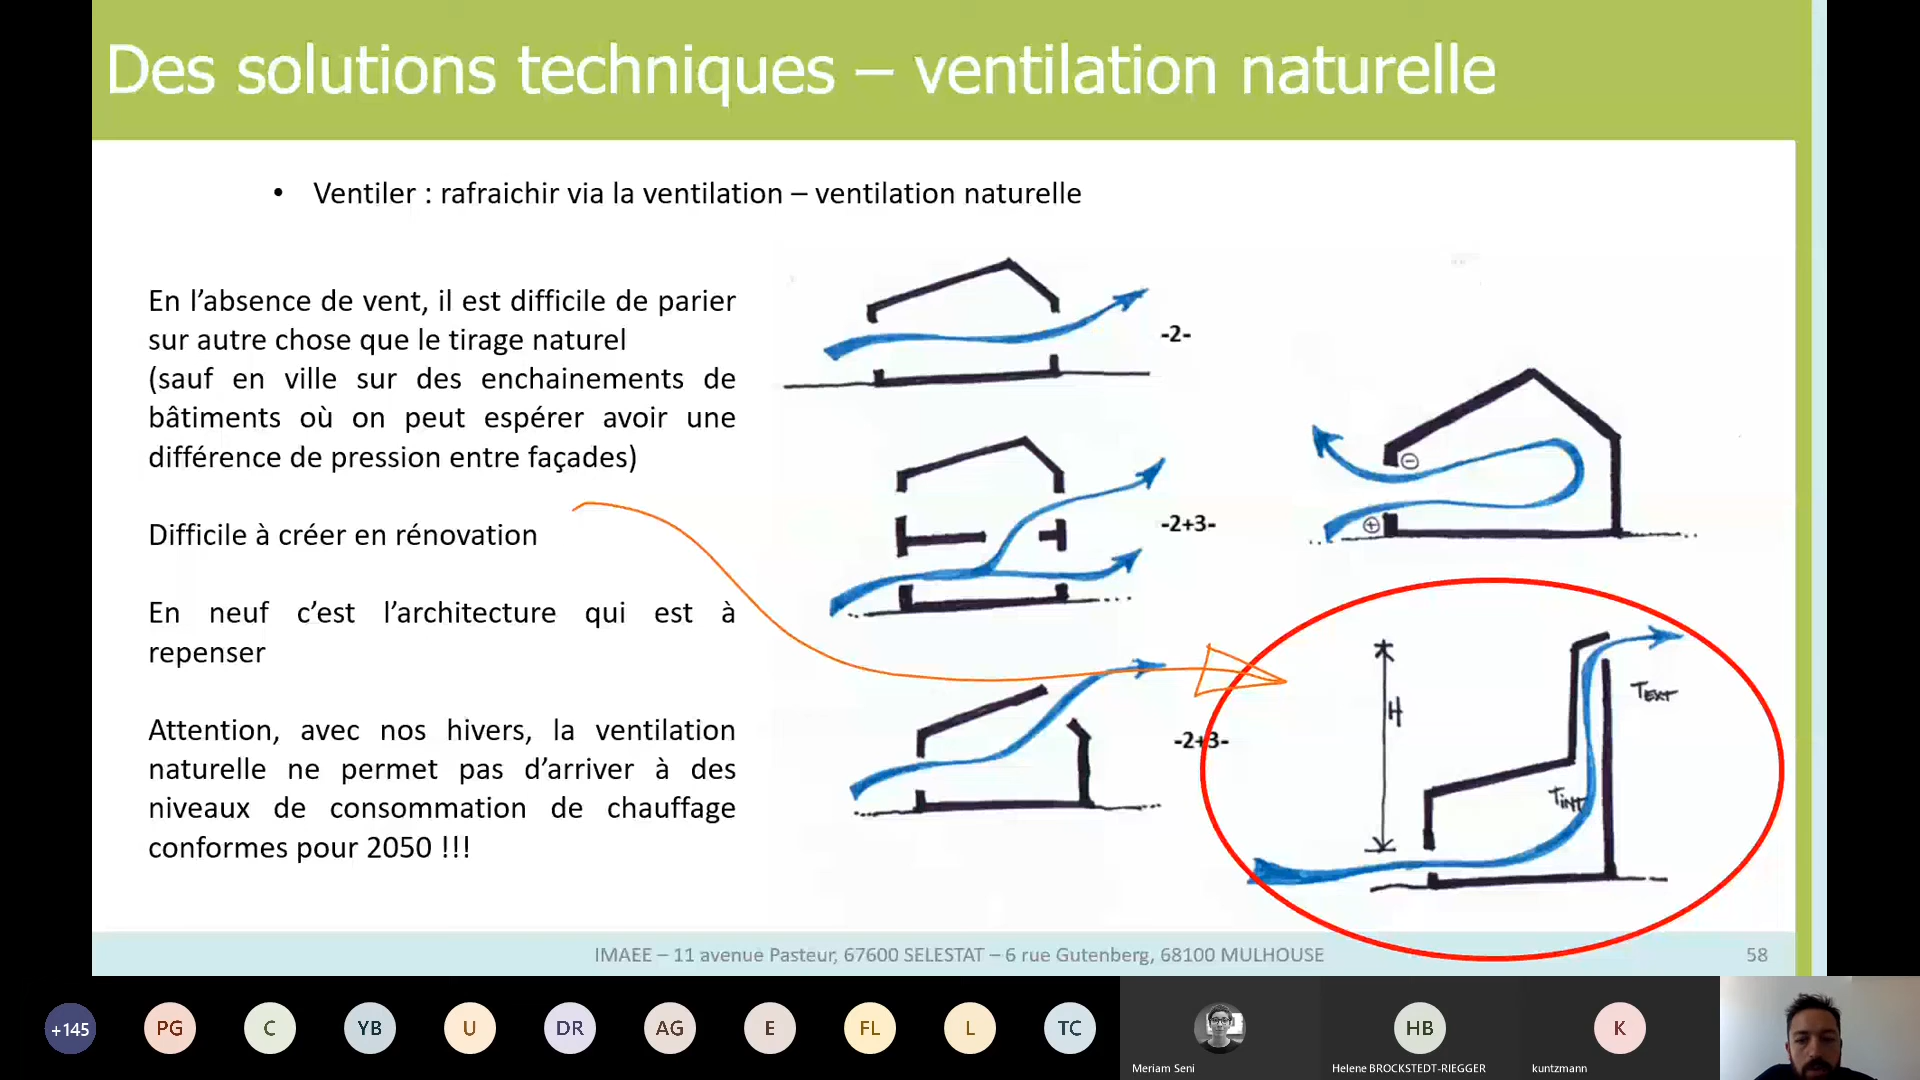 Des solutions techniques – ventilation naturelle
• Ventiler : rafraichir via la ventilation – ventilation naturelle
En l’absence de vent, il est difficile de parier
sur autre chose que le tirage naturel
(sauf en ville sur des enchainements de
bâtiments où on peut espérer avoir une
différence de pression entre façades)
Difficile à créer en rénovation
En neuf c’est l’architecture qui est à
repenser
Attention, avec nos hivers, la ventilation
naturelle ne permet pas d’arriver à des
niveaux de consommation de chauffage
conformes pour 2050 !!!
-2-
-2+3-
-2+3-
⊖
⊕
H
TEXT
TINT
IMAEE – 11 avenue Pasteur, 67600 SELESTAT – 6 rue Gutenberg, 68100 MULHOUSE
58
+145
PG
C
YB
U
DR
AG
E
FL
L
TC
HB
K
Meriam Seni
Helene BROCKSTEDT-RIEGGER
kuntzmann